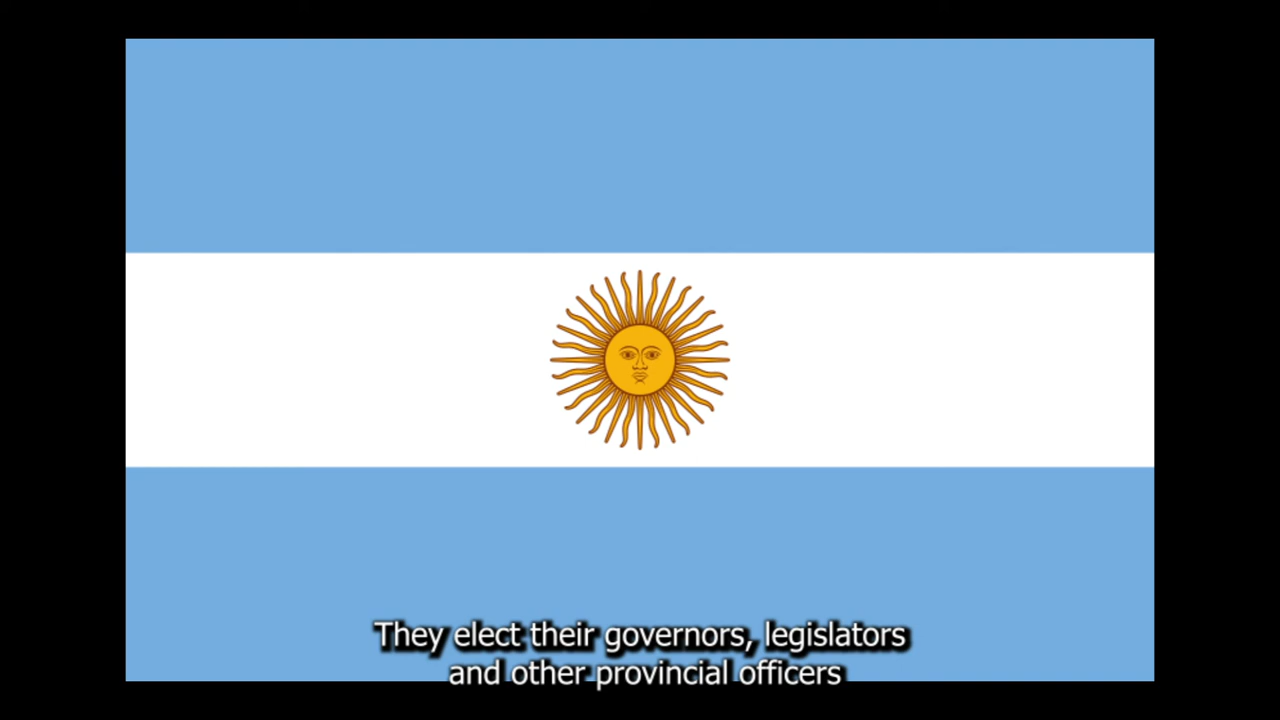 They elect their governors, legislators
and other provincial officers